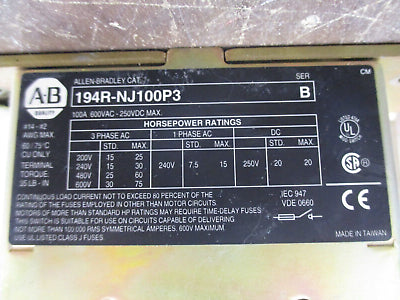 ALLEN-BRADLEY CAT.
SER
CM
A-B
QUALITY
194R-NJ100P3
B
100A 600VAC - 250VDC MAX.
#14 - #2
AWG MAX
60 / 75°C
CU ONLY
TERMINAL
TORQUE:
35 LB - IN
HORSEPOWER RATINGS
3 PHASE AC
1 PHASE AC
DC
200V 15 25
240V 15 30 240V 7.5 15 250V 20 20
480V 25 60
600V 30 75
LISTED
UL
SA
CONTINUOUS LOAD CURRENT NOT TO EXCEED 80 PERCENT OF THE
RATING OF THE FUSES EMPLOYED IN OTHER THAN MOTOR CIRCUITS.
MOTORS OF MORE THAN STANDARD HP RATINGS MAY REQUIRE TIME-DELAY FUSES
THIS SWITCH IS SUITABLE FOR USE ON CIRCUITS CAPABLE OF DELIVERING
NOT MORE THAN 100,000 RMS SYMMETRICAL AMPERES. 600V MAXIMUM.
USE UL LISTED CLASS J FUSES.
IEC 947
VDE 0660
CE
MADE IN TAIWAN